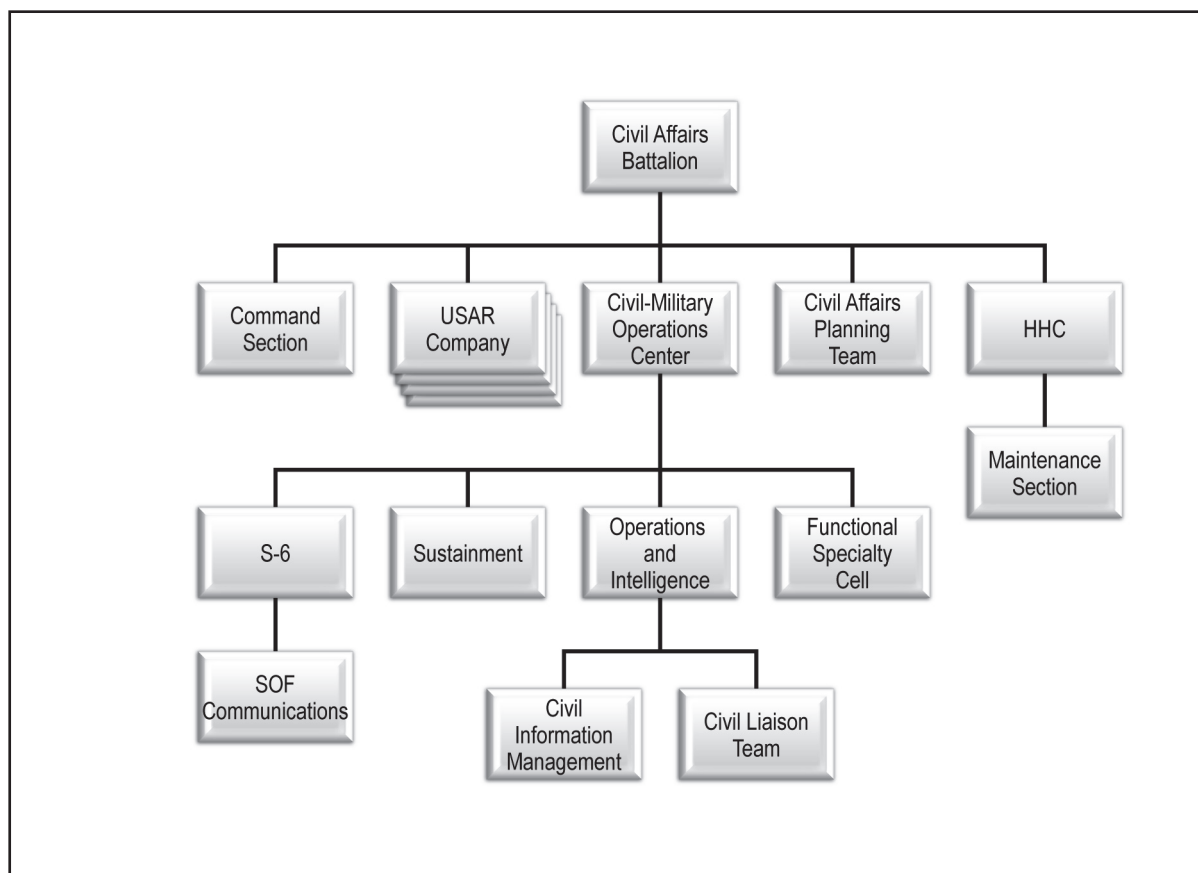 Civil Affairs
Battalion
Command
Section
USAR
Company
Civil-Military
Operations
Center
Civil Affairs
Planning
Team
HHC
Maintenance
Section
S-6
Sustainment
Operations
and
Intelligence
Functional
Specialty
Cell
SOF
Communications
Civil
Information
Management
Civil Liaison
Team